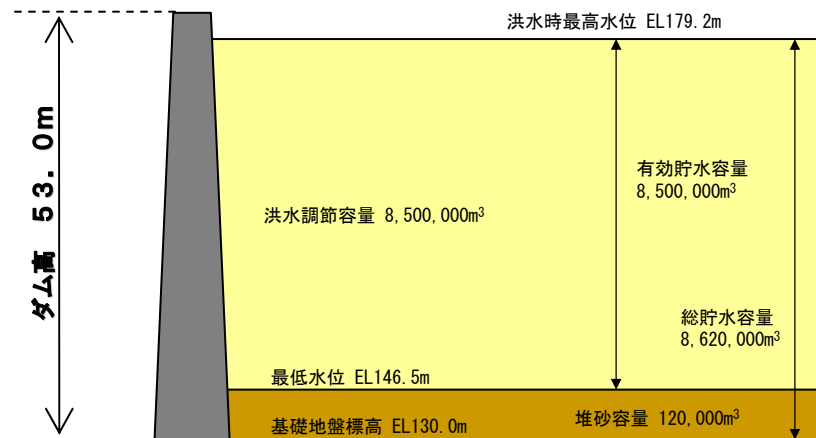 洪水時最高水位 EL179.2m
ダム高 53.0m
有効貯水容量
8,500,000m³
洪水調節容量 8,500,000m³
総貯水容量
8,620,000m³
最低水位 EL146.5m
堆砂容量 120,000m³
基礎地盤標高 EL130.0m